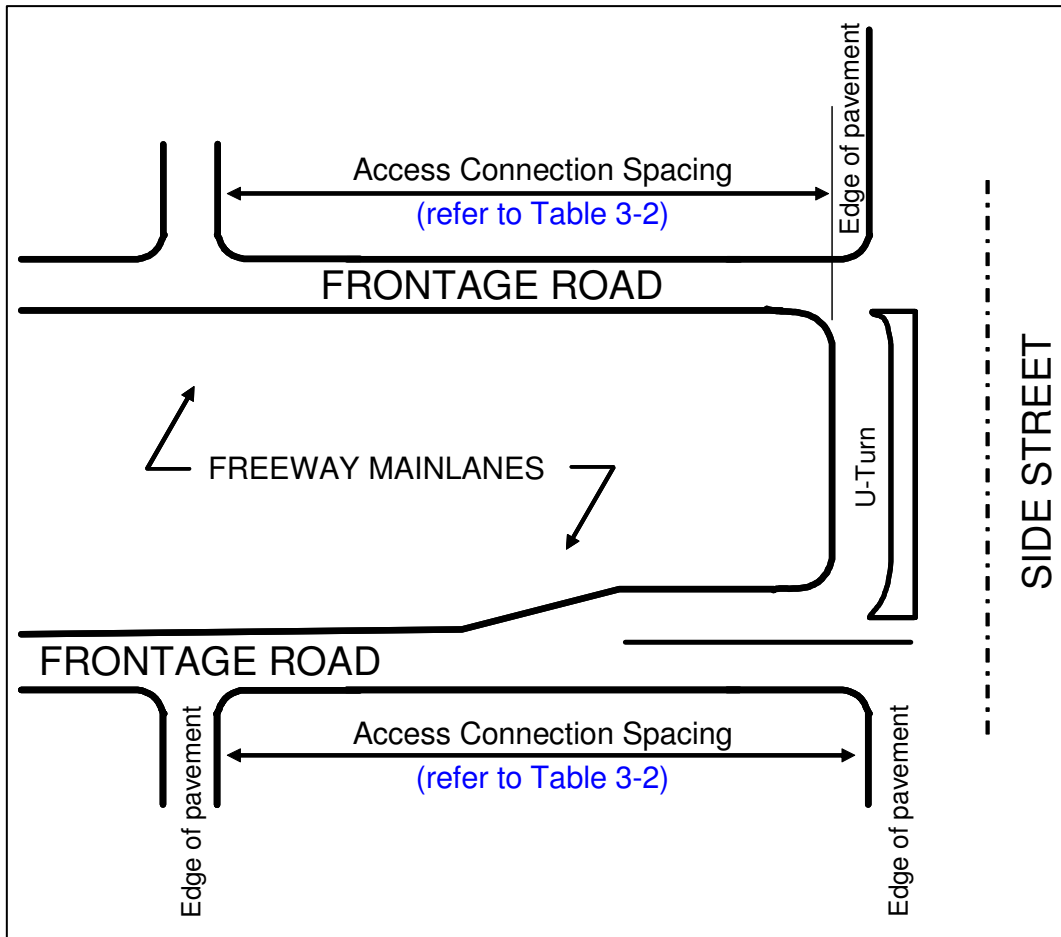 Edge of pavement
Access Connection Spacing
(refer to Table 3-2)
FRONTAGE ROAD
FREEWAY MAINLANES
U-Turn
SIDE STREET
FRONTAGE ROAD
Access Connection Spacing
(refer to Table 3-2)
Edge of pavement
Edge of pavement